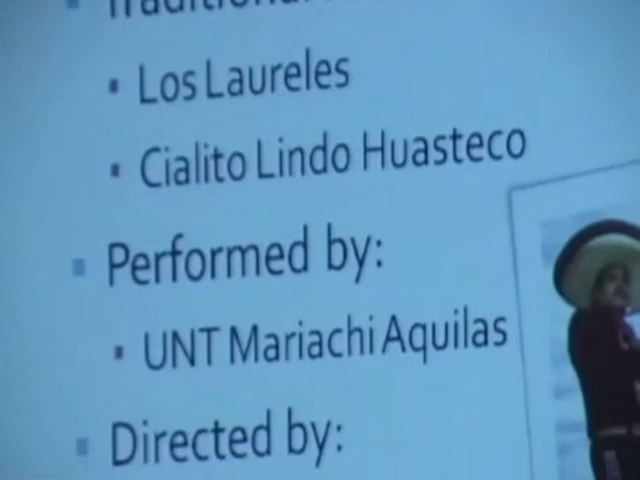 Los Laureles
Cialito Lindo Huasteco
Performed by:
UNT Mariachi Aquilas
Directed by: